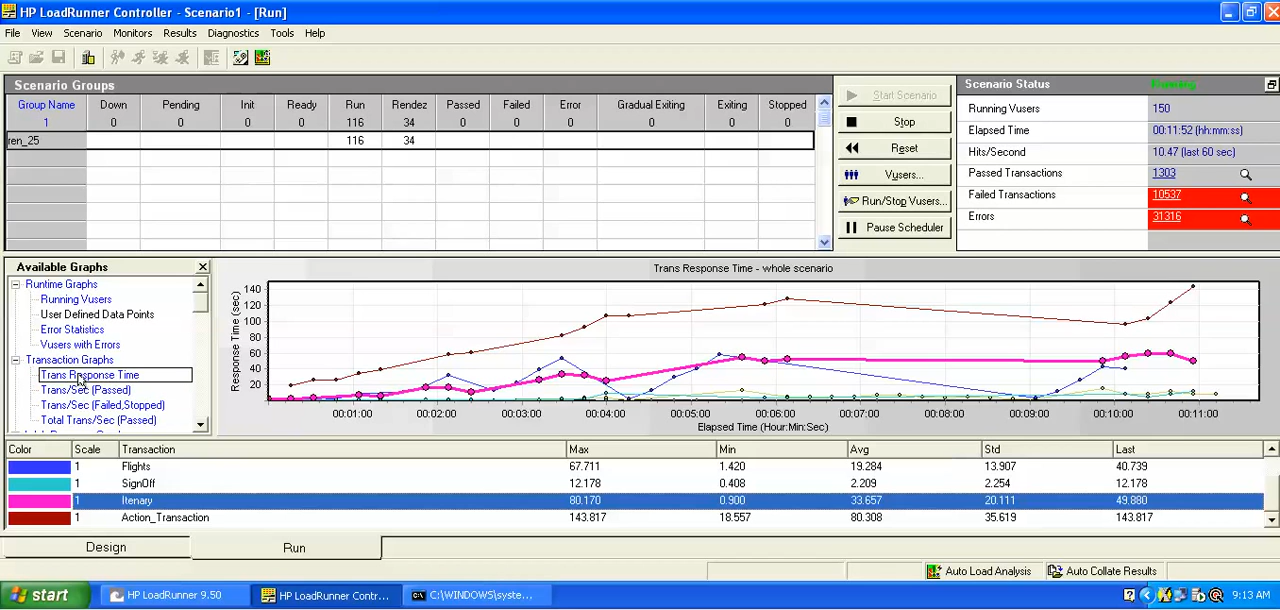 HP LoadRunner Controller - Scenario1 - [Run]
File View Scenario Monitors Results Diagnostics Tools Help
Scenario Groups
Group Name Down Pending Init Ready Run Rendez Passed Failed Error Gradual Exiting Exiting Stopped
1 0 0 0 0 116 34 0 0 0 0 0 0
ren_25 116 34
Start Scenario
Stop
Reset
Vusers...
Run/Stop Vusers...
Pause Scheduler
Scenario Status Running
Running Vusers 150
Elapsed Time 00:11:52 (hh:mm:ss)
Hits/Second 10.47 (last 60 sec)
Passed Transactions 1303
Failed Transactions 10537
Errors 31316
Available Graphs
Runtime Graphs
Running Vusers
User Defined Data Points
Error Statistics
Vusers with Errors
Transaction Graphs
Trans Response Time
Trans/Sec (Passed)
Trans/Sec (Failed,Stopped)
Total Trans/Sec (Passed)
Trans Response Time - whole scenario
Response Time (sec)
140
120
100
80
60
40
20
00:01:00 00:02:00 00:03:00 00:04:00 00:05:00 00:06:00 00:07:00 00:08:00 00:09:00 00:10:00 00:11:00
Elapsed Time (Hour:Min:Sec)
Color Scale Transaction Max Min Avg Std Last
1 Flights 67.711 1.420 19.284 13.907 40.739
1 SignOff 12.178 0.408 2.209 2.254 12.178
1 Itenary 80.170 0.900 33.657 20.111 49.880
1 Action_Transaction 143.817 18.557 80.308 35.619 143.817
Design Run
Auto Load Analysis Auto Collate Results
start HP LoadRunner 9.50 HP LoadRunner Contr... C:\WINDOWS\syste... 9:13 AM